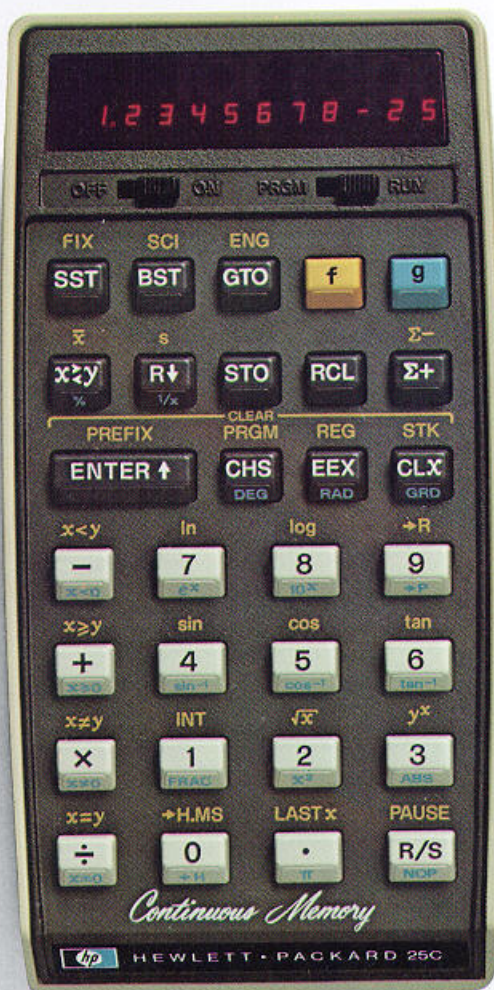 1.2345678-25
OFF ON PRGM RUN
FIX SCI ENG
SST BST GTO f g
x̄ s Σ−
x≷y R↓ STO RCL Σ+
% 1/x
CLEAR
PREFIX PRGM REG STK
ENTER ↑ CHS EEX CLX
DEG RAD GRD
x<y ln log →R
− 7 8 9
x<0 eˣ 10ˣ →P
x≥y sin cos tan
+ 4 5 6
x≥0 sin⁻¹ cos⁻¹ tan⁻¹
x≠y INT √x yˣ
× 1 2 3
x≠0 FRAC x² ABS
x=y →H.MS LAST x PAUSE
÷ 0 . R/S
x=0 →H π NOP
Continuous Memory
hp HEWLETT · PACKARD 25C